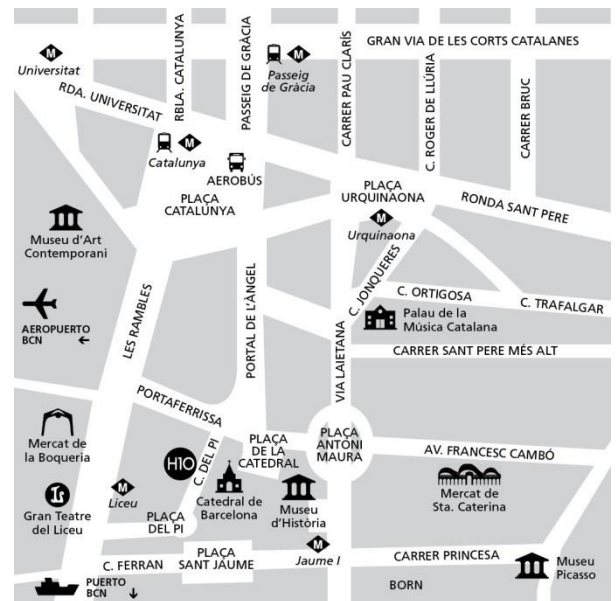 GRAN VIA DE LES CORTS CATALANES
M
Universitat
RDA. UNIVERSITAT
RBLA. CATALUNYA
PASSEIG DE GRÀCIA
M
Passeig
de Gràcia
CARRER PAU CLARÍS
C. ROGER DE LLÚRIA
CARRER BRUC
M
Catalunya
AEROBÚS
PLAÇA
CATALUNYA
PLAÇA
URQUINAONA
RONDA SANT PERE
M
Urquinaona
Museu d'Art
Contemporani
C. JONQUERES
C. ORTIGOSA
C. TRAFALGAR
AEROPUERTO
BCN ←
LES RAMBLES
PORTAL DE L'ÀNGEL
VIA LAIETANA
Palau de la
Música Catalana
CARRER SANT PERE MÉS ALT
PORTAFERRISSA
Mercat de
la Boqueria
H10
C. DEL PI
PLAÇA
DE LA
CATEDRAL
PLAÇA
ANTONI
MAURA
AV. FRANCESC CAMBÓ
Gran Teatre
del Liceu
M
Liceu
Catedral de
Barcelona
Museu
d'Història
Mercat de
Sta. Caterina
PLAÇA
DEL PI
C. FERRAN
PLAÇA
SANT JAUME
M
Jaume I
CARRER PRINCESA
Museu
Picasso
PUERTO
BCN ↓
BORN